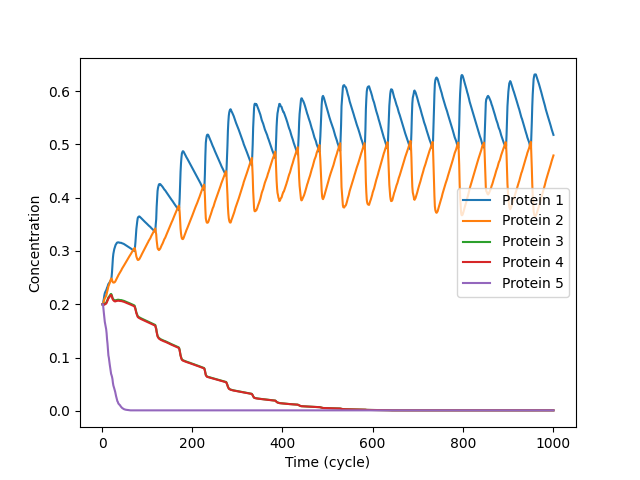 0.6
0.5
0.4
0.3
0.2
0.1
0.0
Concentration
Protein 1
Protein 2
Protein 3
Protein 4
Protein 5
0 200 400 600 800 1000
Time (cycle)